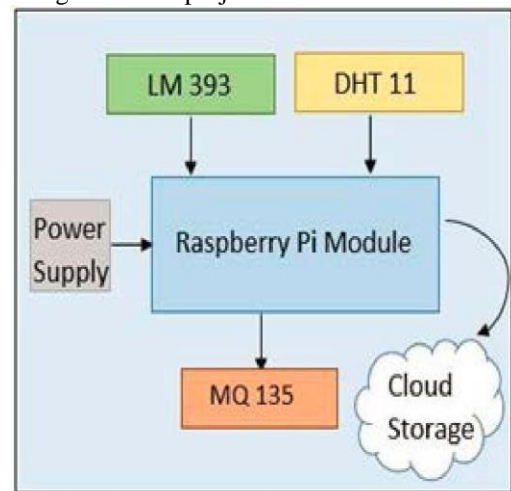 LM 393
DHT 11
Power
Supply
Raspberry Pi Module
MQ 135
Cloud
Storage